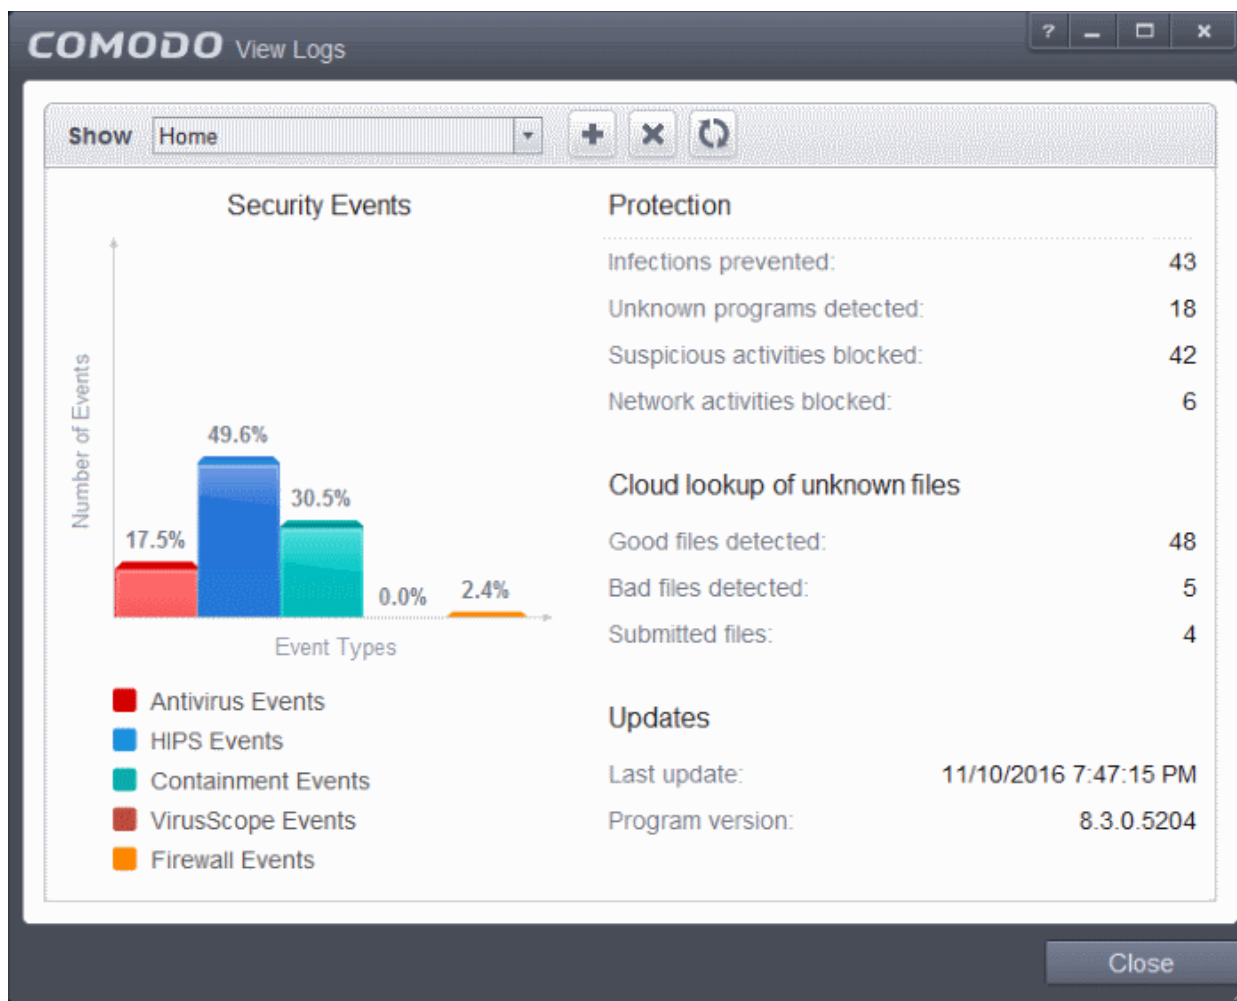 COMODO View Logs
?
Show Home
Security Events
Number of Events
17.5%
49.6%
30.5%
0.0%
2.4%
Event Types
Antivirus Events
HIPS Events
Containment Events
VirusScope Events
Firewall Events
Protection
Infections prevented: 43
Unknown programs detected: 18
Suspicious activities blocked: 42
Network activities blocked: 6
Cloud lookup of unknown files
Good files detected: 48
Bad files detected: 5
Submitted files: 4
Updates
Last update: 11/10/2016 7:47:15 PM
Program version: 8.3.0.5204
Close